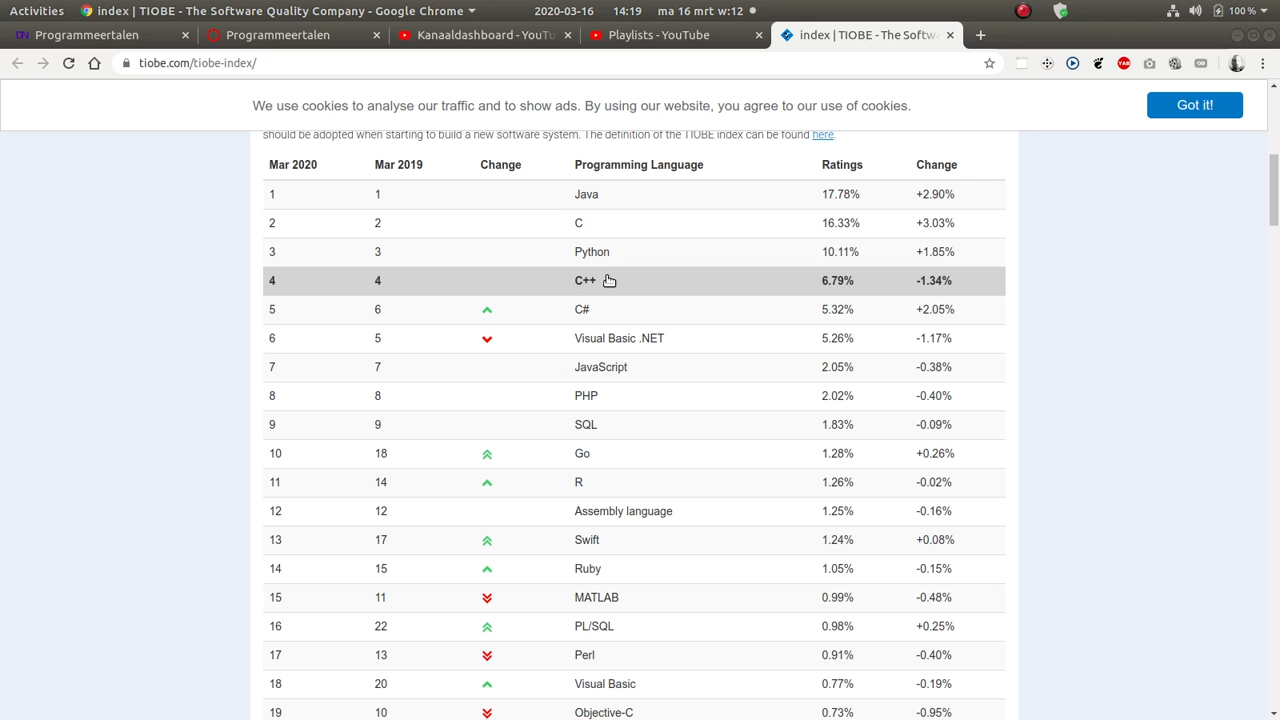 Activities index | TIOBE - The Software Quality Company - Google Chrome 2020-03-16 14:19 ma 16 mrt w:12 100 %
DN Programmeertalen Programmeertalen Kanaaldashboard - YouTu Playlists - YouTube index | TIOBE - The Softwa
tiobe.com/tiobe-index/ YAB
We use cookies to analyse our traffic and to show ads. By using our website, you agree to our use of cookies. Got it!
should be adopted when starting to build a new software system. The definition of the TIOBE index can be found here.
Mar 2020 Mar 2019 Change Programming Language Ratings Change
1 1 Java 17.78% +2.90%
2 2 C 16.33% +3.03%
3 3 Python 10.11% +1.85%
4 4 C++ 6.79% -1.34%
5 6 C# 5.32% +2.05%
6 5 Visual Basic .NET 5.26% -1.17%
7 7 JavaScript 2.05% -0.38%
8 8 PHP 2.02% -0.40%
9 9 SQL 1.83% -0.09%
10 18 Go 1.28% +0.26%
11 14 R 1.26% -0.02%
12 12 Assembly language 1.25% -0.16%
13 17 Swift 1.24% +0.08%
14 15 Ruby 1.05% -0.15%
15 11 MATLAB 0.99% -0.48%
16 22 PL/SQL 0.98% +0.25%
17 13 Perl 0.91% -0.40%
18 20 Visual Basic 0.77% -0.19%
19 10 Objective-C 0.73% -0.95%